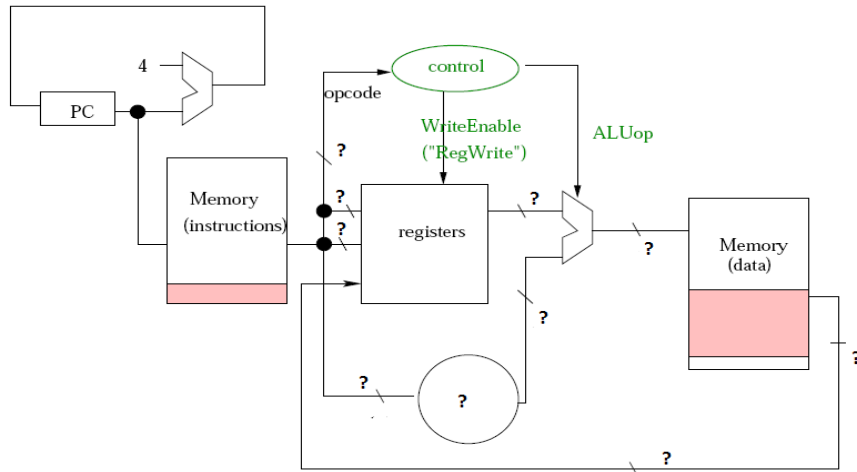 4
control
opcode
PC
WriteEnable
("RegWrite")
ALUop
?
Memory
(instructions)
?
?
registers
?
?
Memory
(data)
?
?
?
?
?